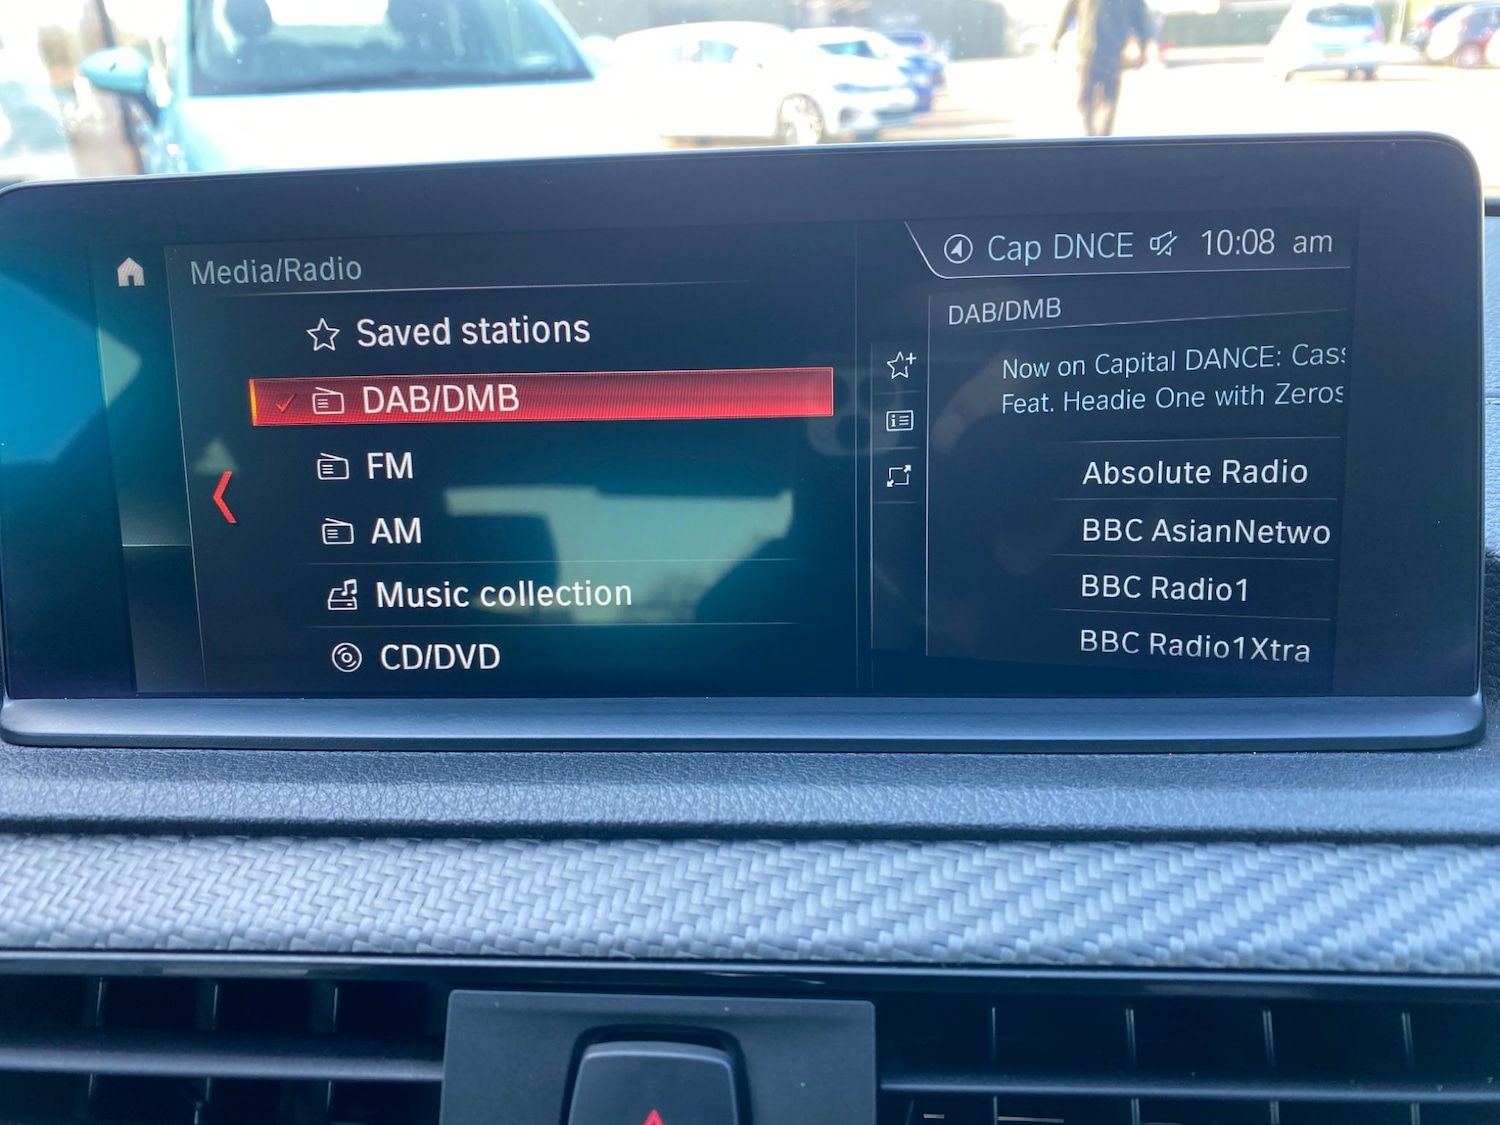 Media/Radio
Saved stations
DAB/DMB
FM
AM
Music collection
CD/DVD
Cap DNCE 10:08 am
DAB/DMB
Now on Capital DANCE: Cass
Feat. Headie One with Zeros
Absolute Radio
BBC AsianNetwo
BBC Radio1
BBC Radio1Xtra